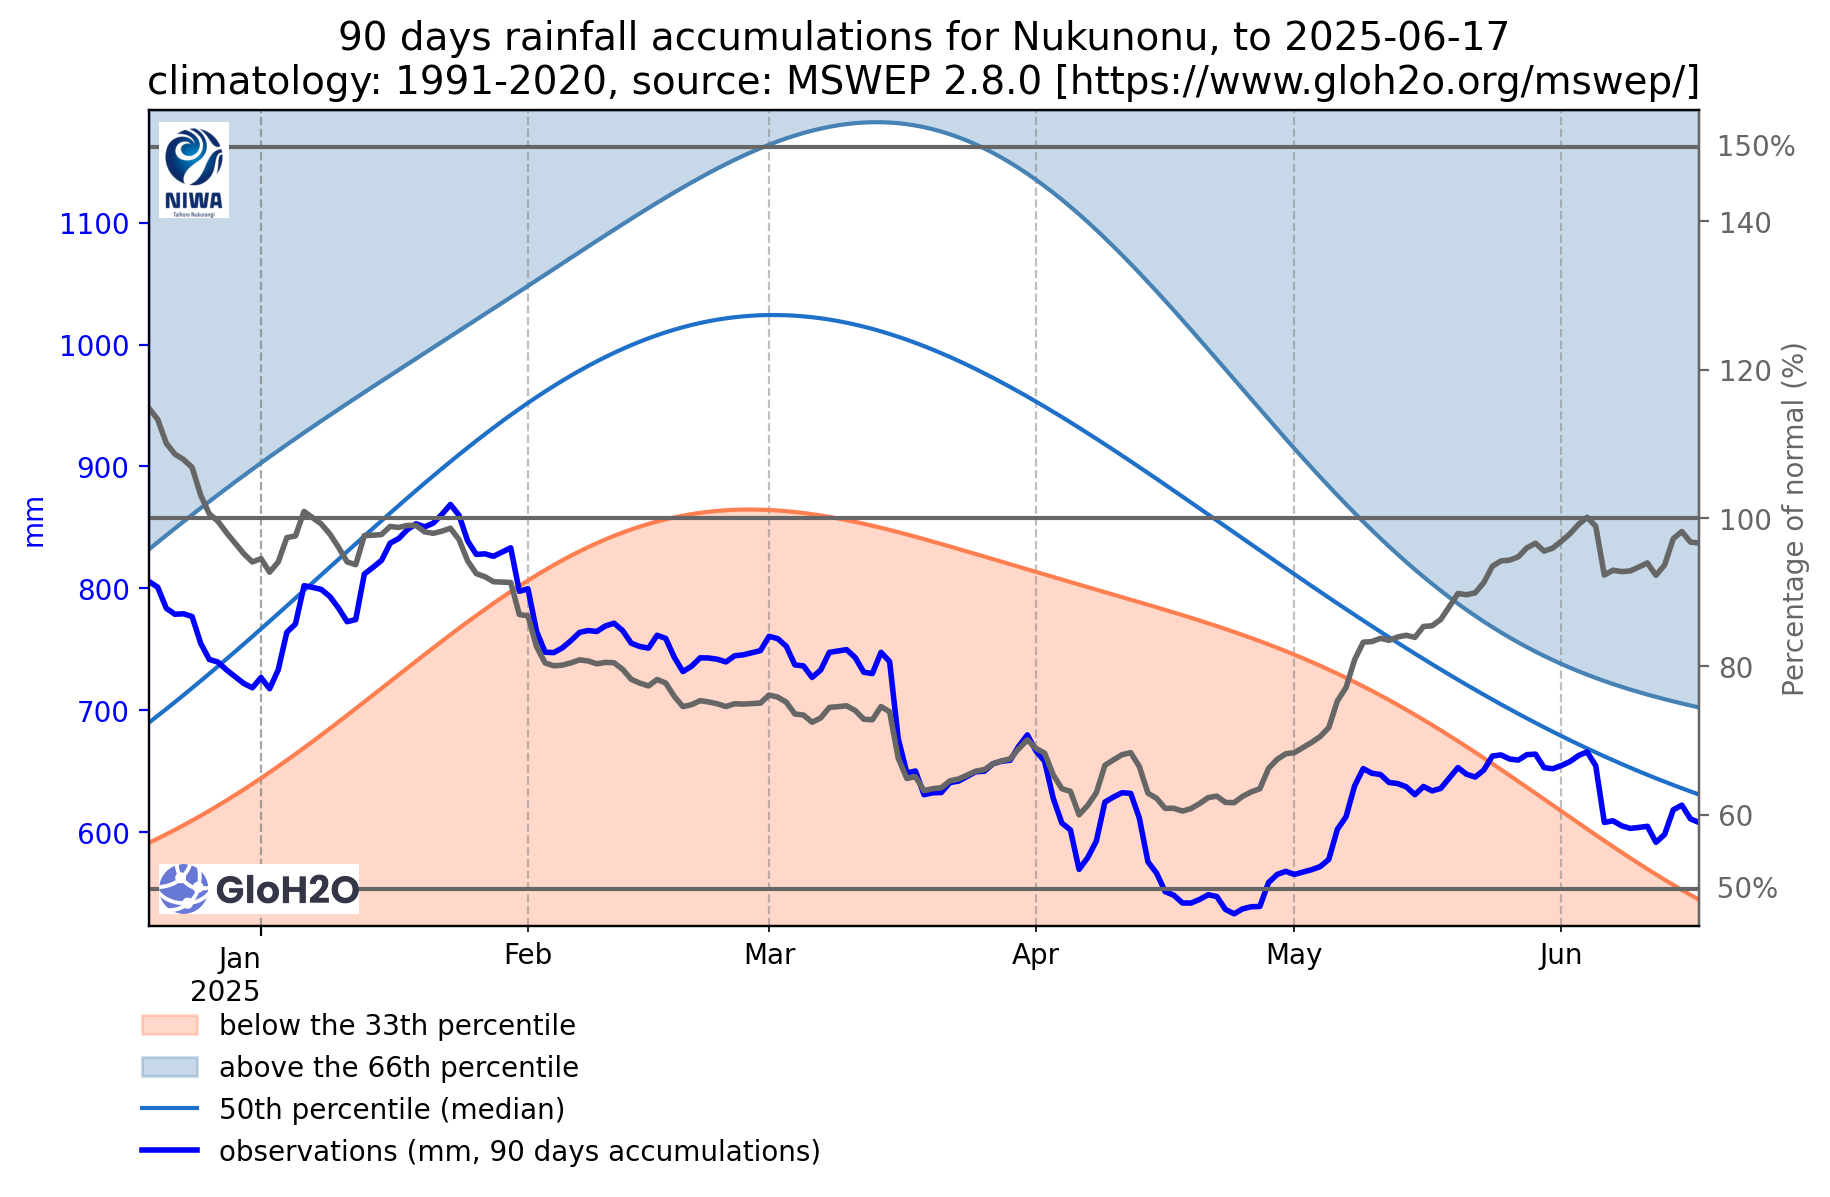 90 days rainfall accumulations for Nukunonu, to 2025-06-17
climatology: 1991-2020, source: MSWEP 2.8.0 [https://www.gloh2o.org/mswep/]
NIWA
Taihoro Nukurangi
1100
1000
900
800
700
600
mm
150%
140
120
100
80
60
50%
Percentage of normal (%)
GloH2O
Jan
2025
Feb
Mar
Apr
May
Jun
below the 33th percentile
above the 66th percentile
50th percentile (median)
observations (mm, 90 days accumulations)